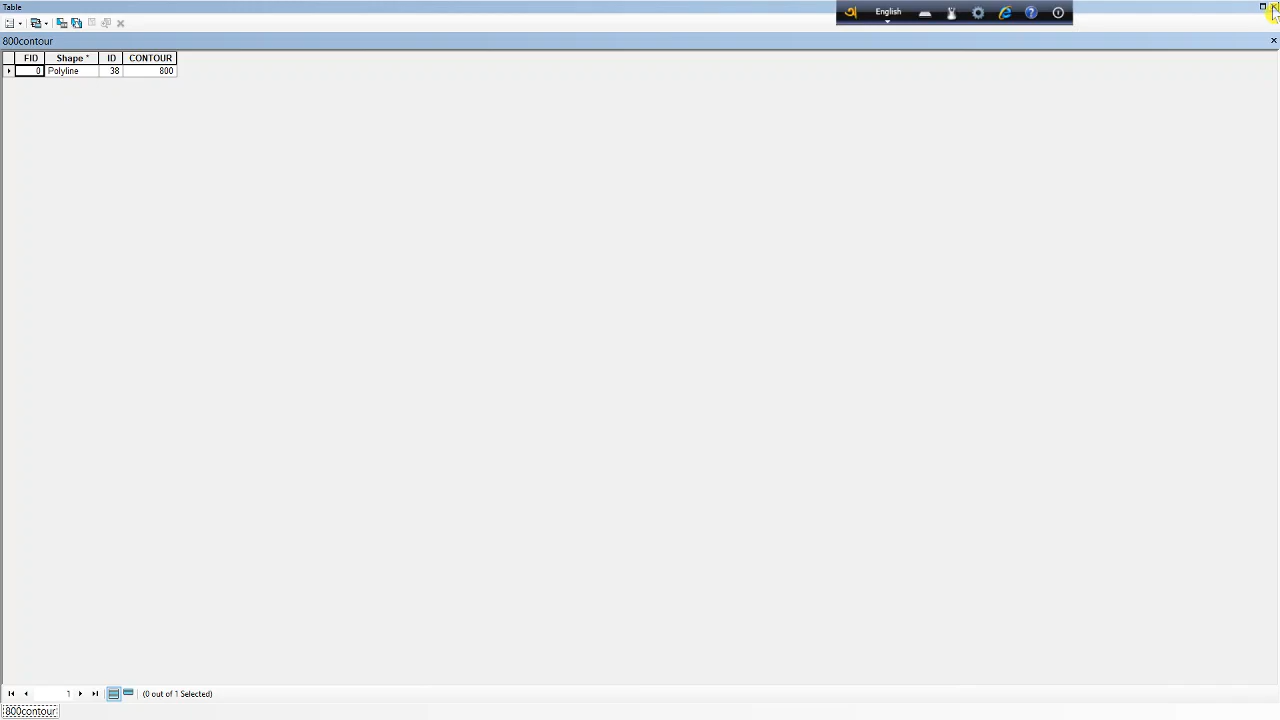 Table
অ English
800contour
FID Shape * ID CONTOUR
0 Polyline 38 800
1 (0 out of 1 Selected)
800contour